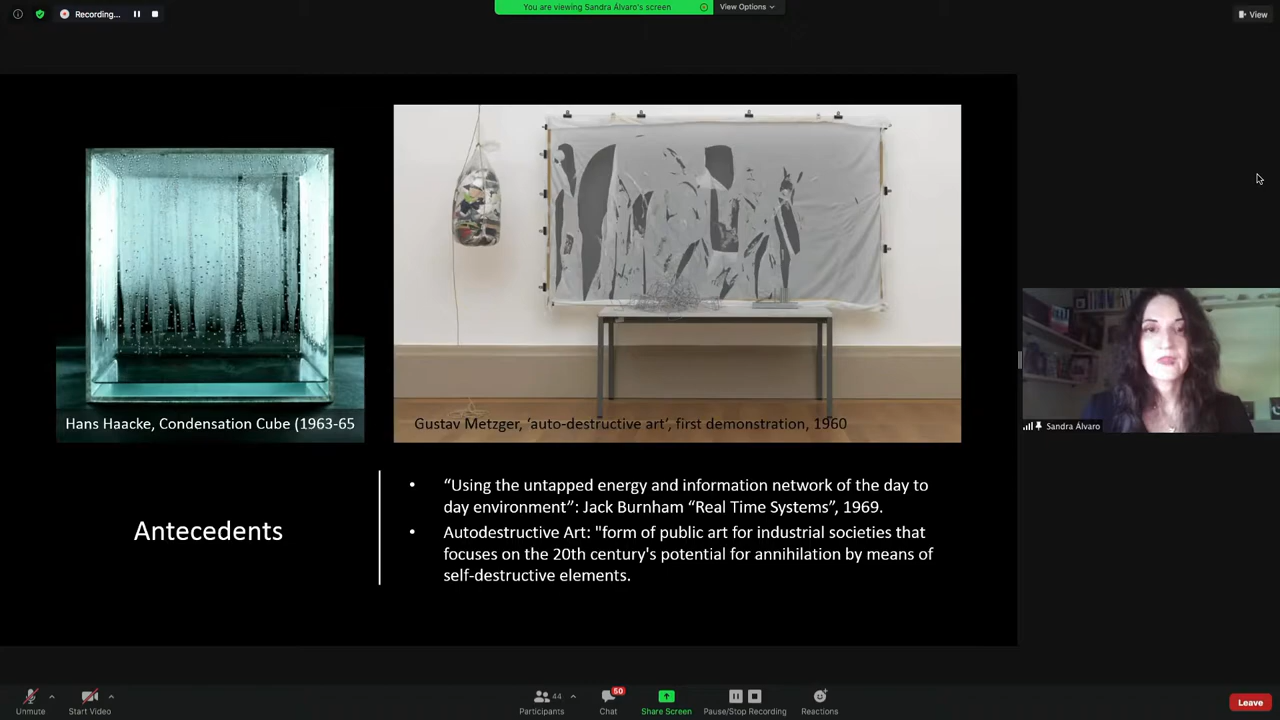 Recording...
You are viewing Sandra Álvaro's screen
View Options
View
Hans Haacke, Condensation Cube (1963-65
Gustav Metzger, ‘auto-destructive art’, first demonstration, 1960
Sandra Álvaro
Antecedents
• “Using the untapped energy and information network of the day to
day environment”: Jack Burnham “Real Time Systems”, 1969.
• Autodestructive Art: "form of public art for industrial societies that
focuses on the 20th century's potential for annihilation by means of
self-destructive elements.
Unmute
Start Video
44
Participants
50
Chat
Share Screen
Pause/Stop Recording
Reactions
Leave